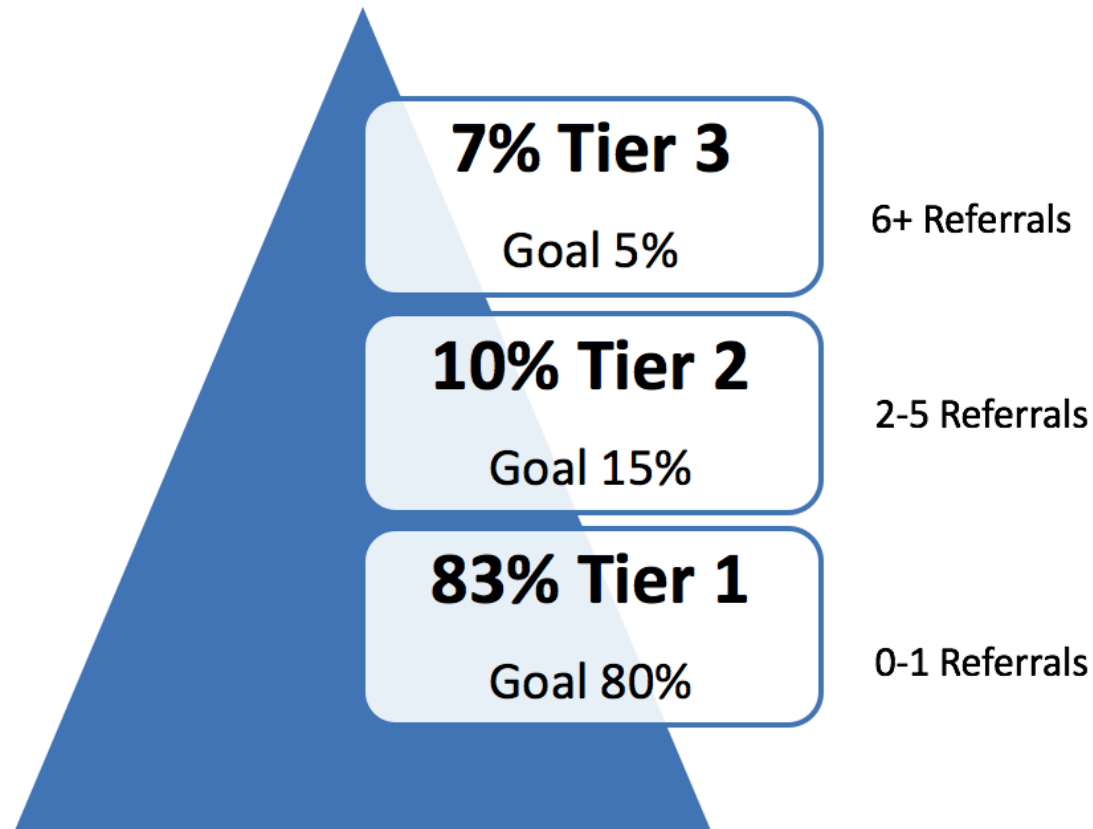 7% Tier 3
Goal 5%
6+ Referrals
10% Tier 2
Goal 15%
2-5 Referrals
83% Tier 1
Goal 80%
0-1 Referrals